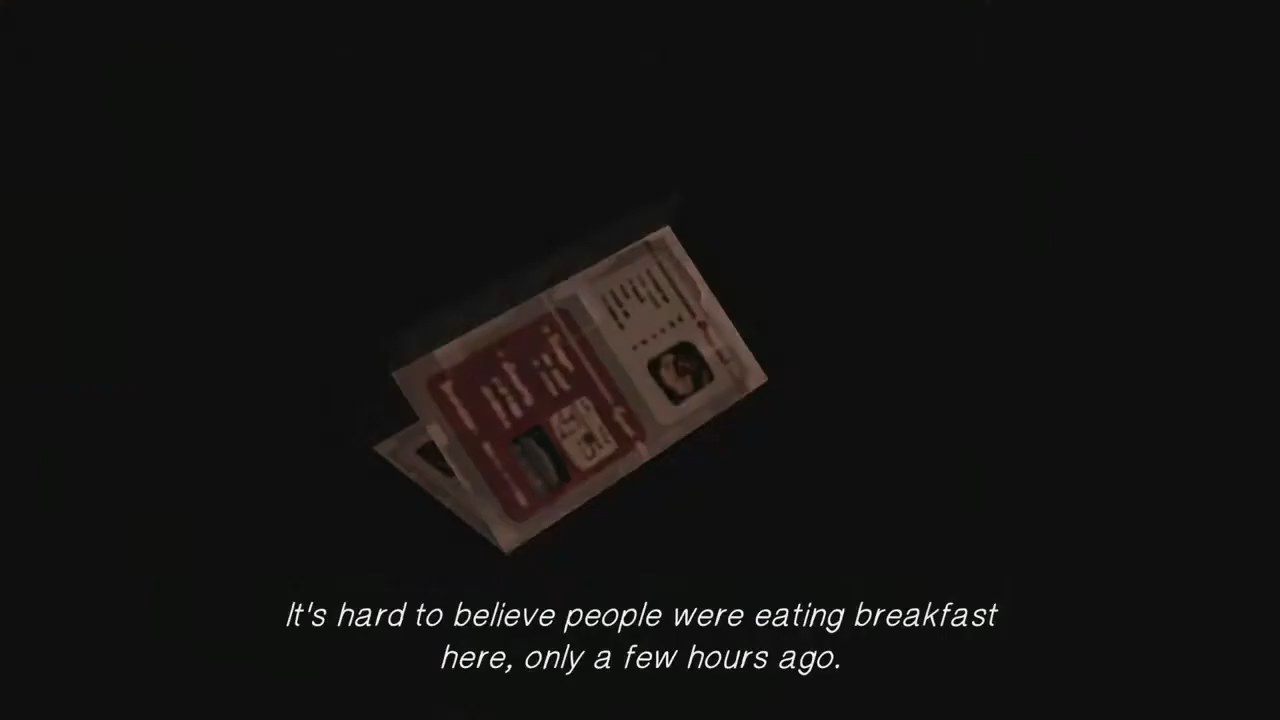 It's hard to believe people were eating breakfast
here, only a few hours ago.